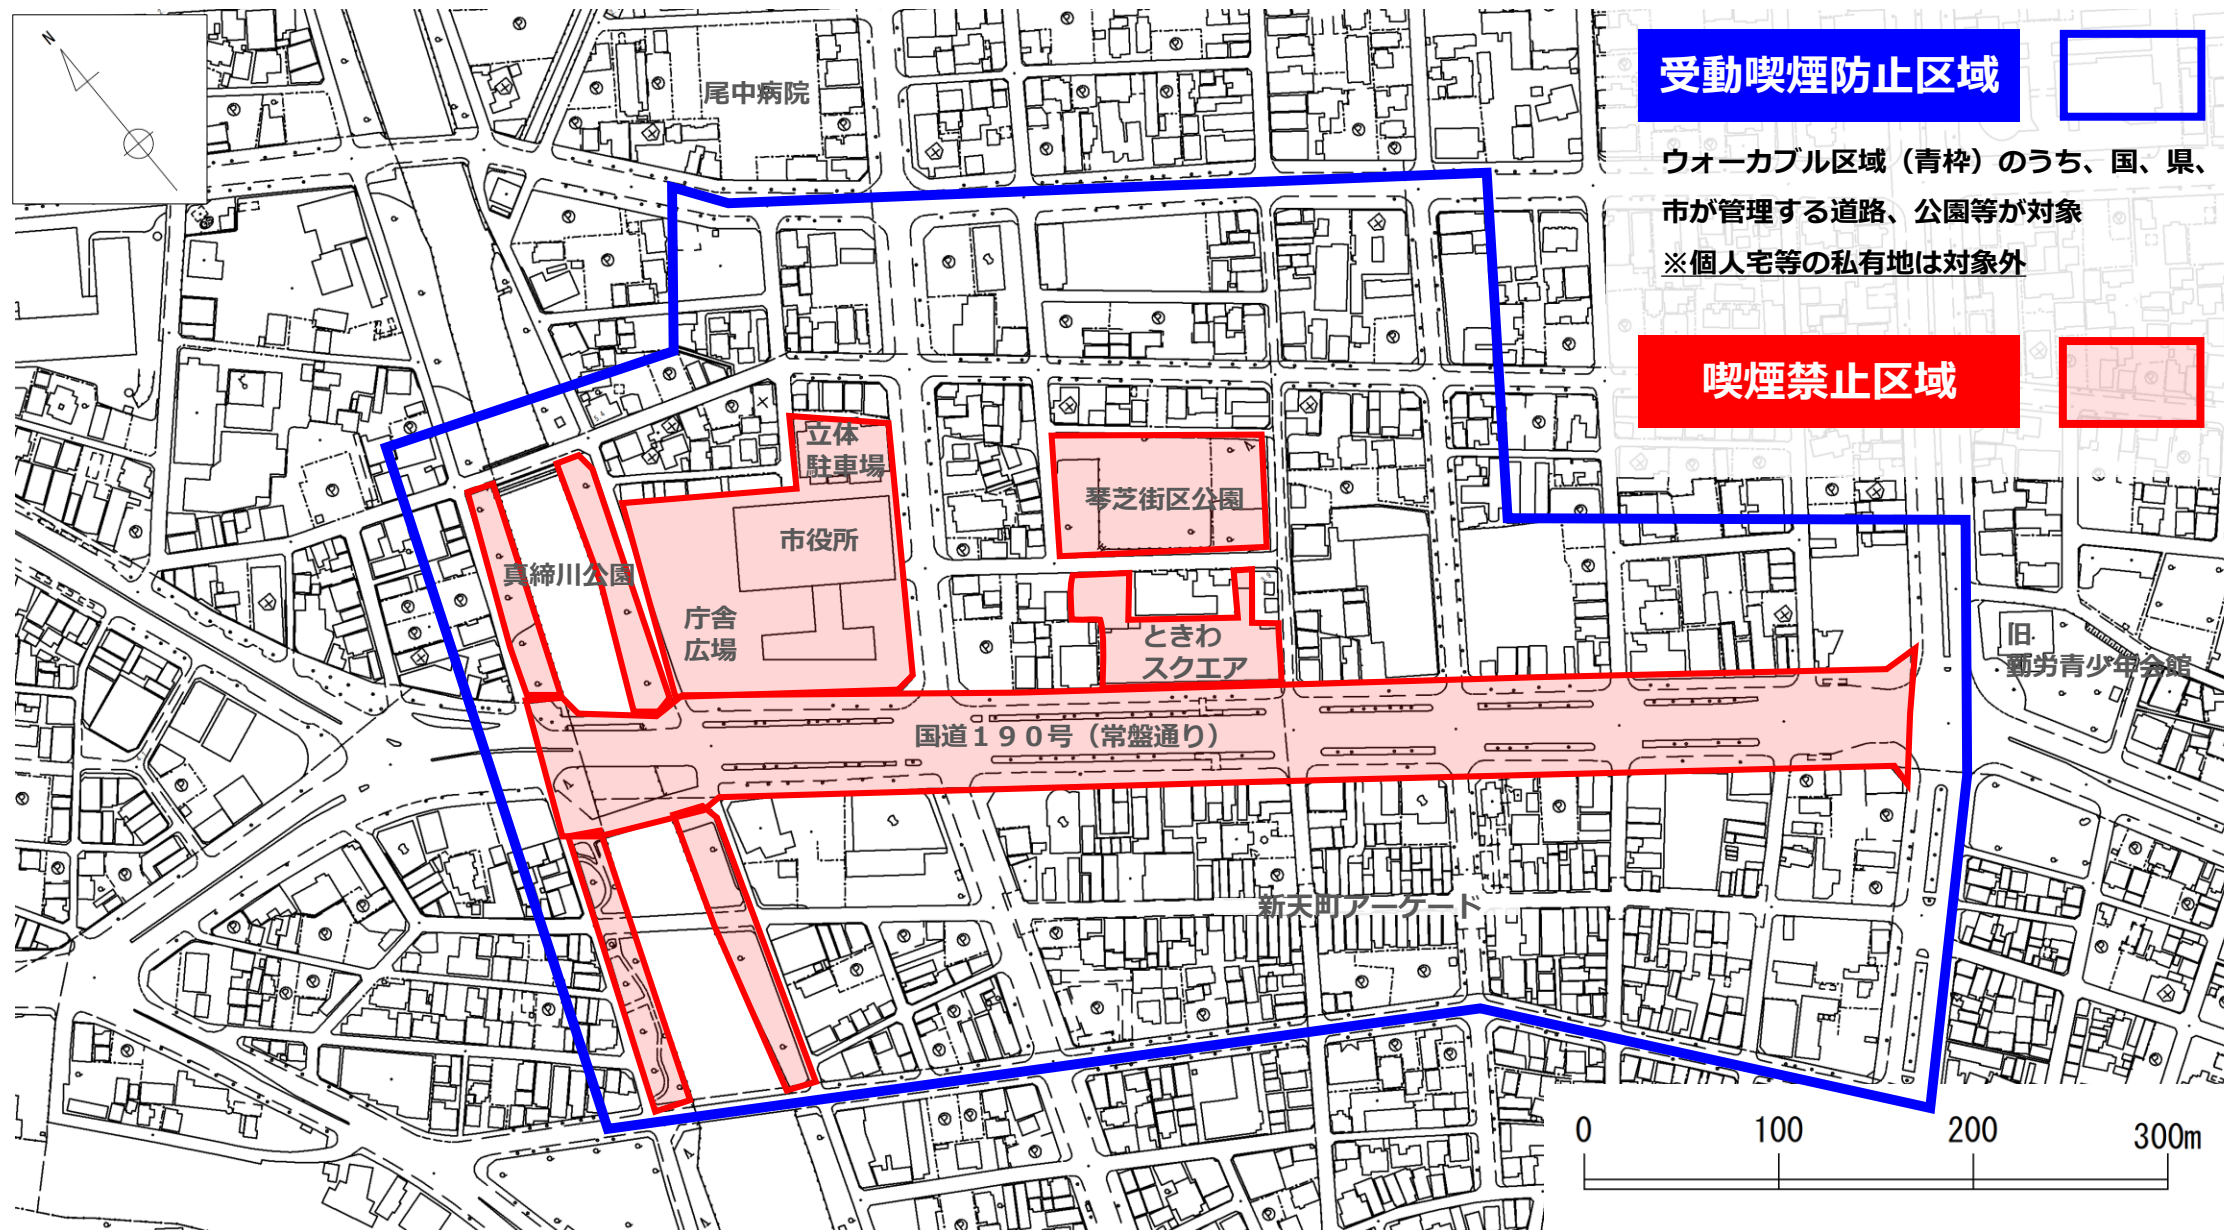 N
尾中病院
受動喫煙防止区域
ウォーカブル区域（青枠）のうち、国、県、
市が管理する道路、公園等が対象
※個人宅等の私有地は対象外
喫煙禁止区域
立体
駐車場
琴芝街区公園
市役所
真締川公園
庁舎
広場
ときわ
スクエア
旧
勤労青少年会館
国道１９０号（常盤通り）
新天町アーケード
0 100 200 300m